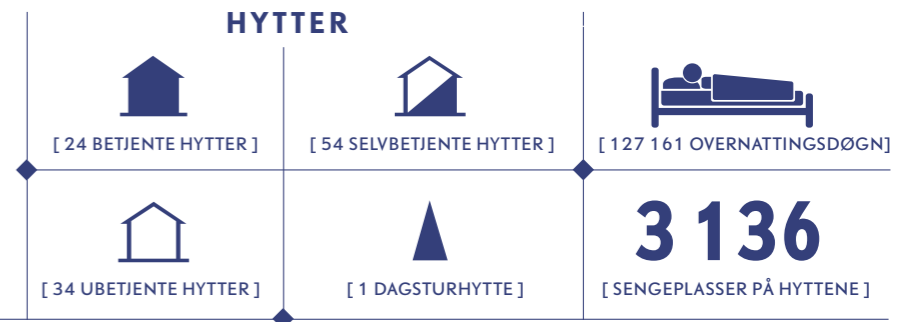 HYTTER
[ 24 BETJENTE HYTTER ]
[ 54 SELVBETJENTE HYTTER ]
[ 127 161 OVERNATTINGSDØGN]
[ 34 UBETJENTE HYTTER ]
[ 1 DAGSTURHYTTE ]
3 136
[ SENGEPLASSER PÅ HYTTENE ]